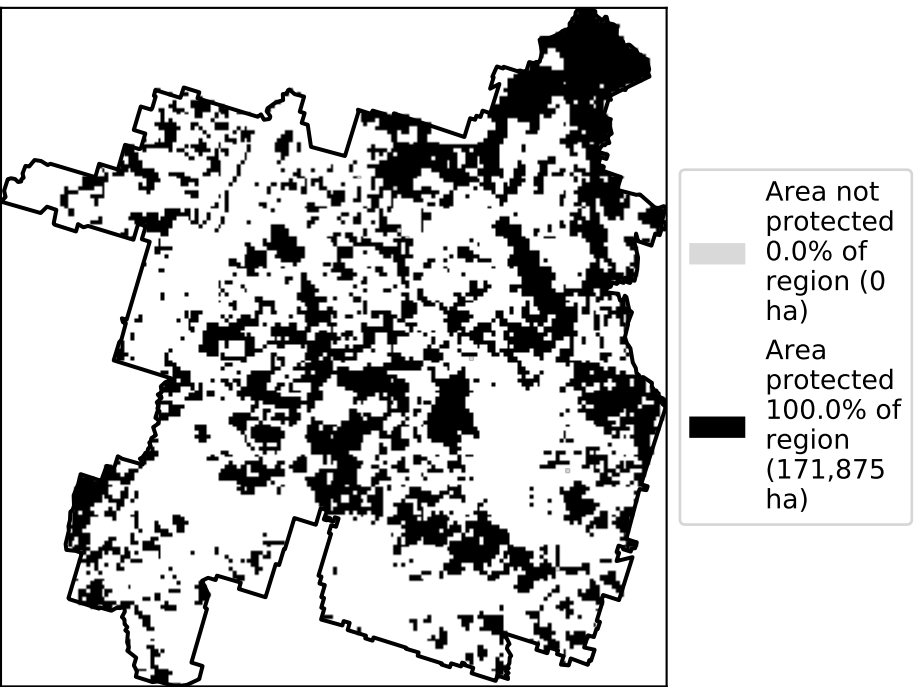 Area not
protected
0.0% of
region (0
ha)
Area
protected
100.0% of
region
(171,875
ha)